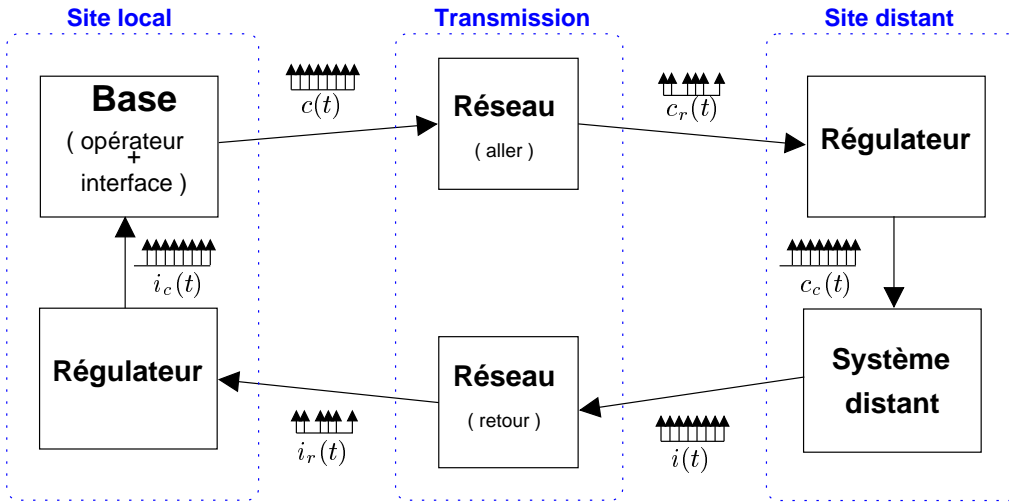 Site local
Transmission
Site distant
Base
( opérateur
+
interface )
c(t)
Réseau
( aller )
c_r(t)
Régulateur
i_c(t)
c_c(t)
Régulateur
Réseau
( retour )
Système
distant
i_r(t)
i(t)